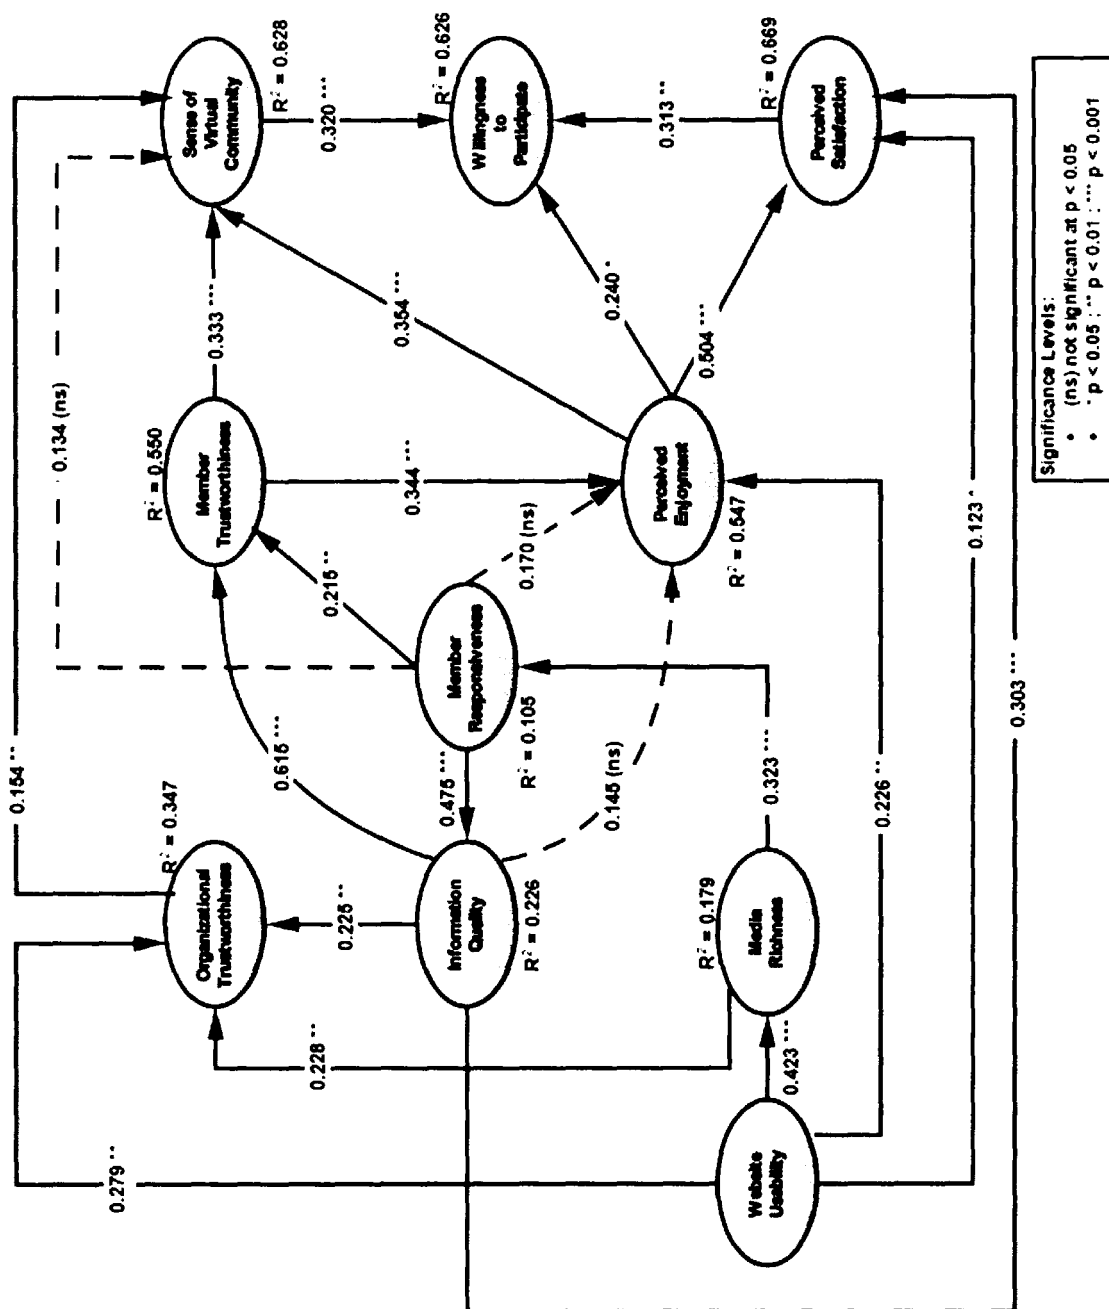 0.154 **
0.279 **
R² = 0.347
Organizational
Trustworthiness
0.228 **
0.225 **
0.615 ***
R² = 0.550
Member
Trustworthiness
0.333 ***
0.134 (ns)
Sense of
Virtual
Community
R² = 0.628
0.320 ***
0.354 ***
0.344 ***
0.215 **
Information
Quality
R² = 0.226
0.475 ***
Member
Responsiveness
R² = 0.105
0.170 (ns)
0.145 (ns)
Willingness
to
Participate
R² = 0.626
0.240 *
0.313 **
Perceived
Enjoyment
R² = 0.547
0.504 ***
Perceived
Satisfaction
R² = 0.669
Website
Usability
0.423 ***
R² = 0.179
Media
Richness
0.323 ***
0.226 **
0.123 *
0.303 ***
Significance Levels:
• (ns) not significant at p < 0.05
• * p < 0.05 ; ** p < 0.01 ; *** p < 0.001